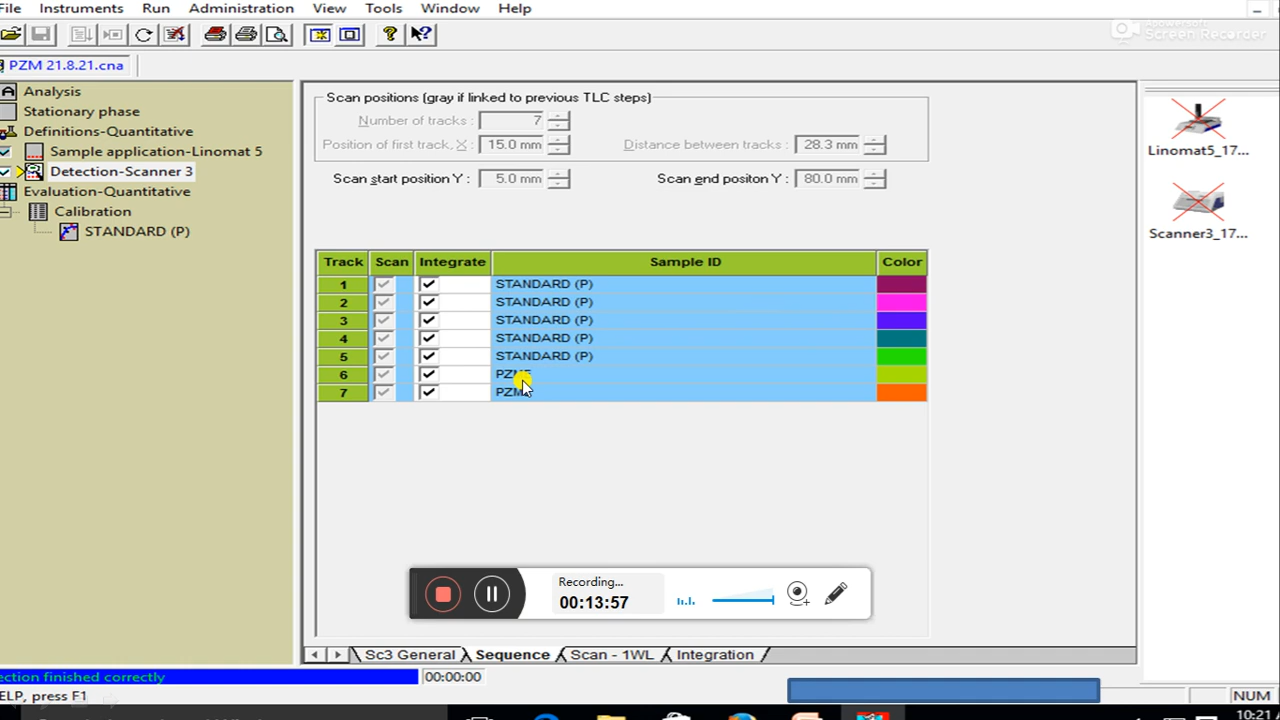 File Instruments Run Administration View Tools Window Help
Screen Recorder
PZM 21.8.21.cna
Analysis
Stationary phase
Definitions-Quantitative
Sample application-Linomat 5
Detection-Scanner 3
Evaluation-Quantitative
Calibration
STANDARD (P)
Scan positions (gray if linked to previous TLC steps)
Number of tracks : 7
Position of first track, X : 15.0 mm Distance between tracks : 28.3 mm
Scan start position Y : 5.0 mm Scan end positon Y : 80.0 mm
Track Scan Integrate Sample ID Color
1 STANDARD (P)
2 STANDARD (P)
3 STANDARD (P)
4 STANDARD (P)
5 STANDARD (P)
6
7
Linomat5_17...
Scanner3_17...
Recording...
00:13:57
Sc3 General Sequence Scan - 1WL Integration
ection finished correctly 00:00:00
ELP, press F1 NUM
10:21